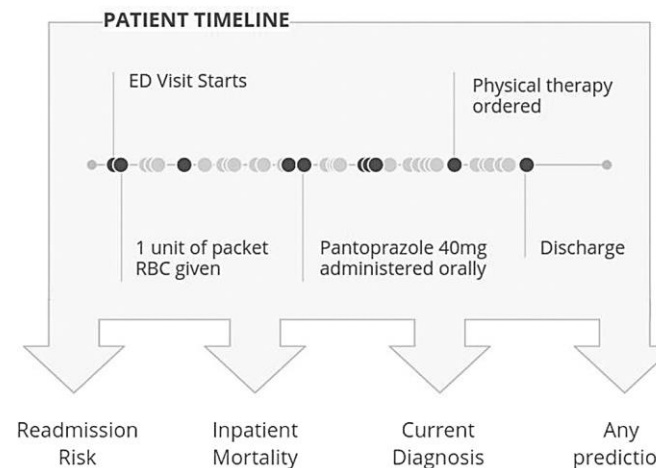 PATIENT TIMELINE
ED Visit Starts
Physical therapy
ordered
1 unit of packet
RBC given
Pantoprazole 40mg
administered orally
Discharge
Readmission
Risk
Inpatient
Mortality
Current
Diagnosis
Any